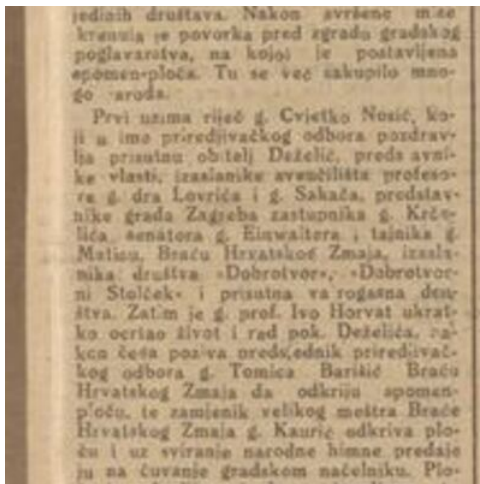 jedinih društava. Nakon svršene mise
krenula je povorka pred zgradu gradskog
poglavarstva, na kojoj je postavljena
spomen-ploča. Tu se već sakupilo mno-
go naroda.
Prvi uzima riječ g. Cvjetko Nosić, ko-
ji u ime priredjivačkog odbora pozdrav-
lja prisutnu obitelj Deželić, preds avni-
ke vlasti, izaslanike sveučilišta profeso-
ra g. dra Lovrića i g. Sakača, predstav-
nike grada Zagreba zastupnika g. Krče-
lića, senatora g. Einwaltera i tajnika g.
Matišu, Braću Hrvatskog Zmaja, izasla-
nika društva »Dobrotvor«, »Dobrotvor-
ni Stolček« i prisutna va rogasna dru-
štva. Zatim je g. prof. Ivo Horvat ukrat-
ko ocrtao život i rad pok. Deželića, na-
kon čega poziva predsjednik priredjivač-
kog odbora g. Tomica Barišić Braću
Hrvatskog Zmaja da odkriju spomen-
ploču, te zamjenik velikog meštra Braće
Hrvatskog Zmaja g. Kaurić odkriva plo-
ču i uz sviranje narodne himne predaje
ju na čuvanje gradskom načelniku. Plo-